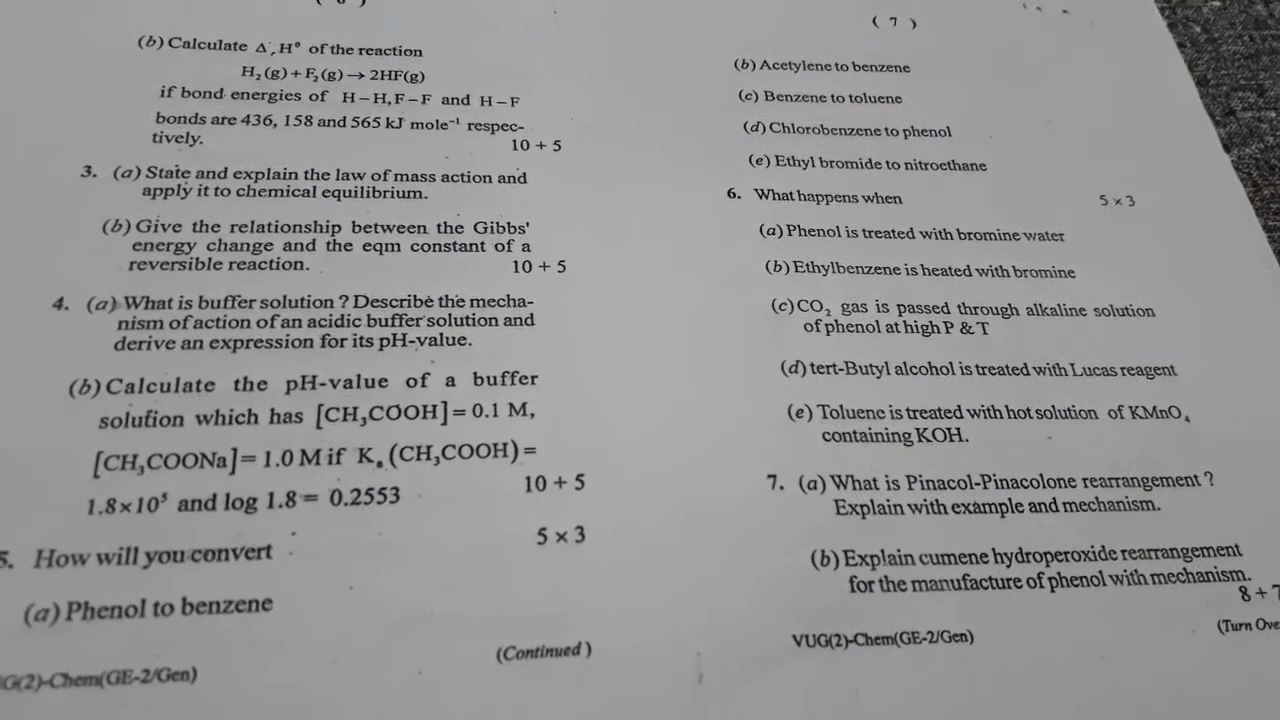 (b) Calculate Δ,H° of the reaction
H₂(g) + F₂(g) → 2HF(g)
if bond energies of H–H, F–F and H–F
bonds are 436, 158 and 565 kJ mole⁻¹ respec-
tively.
10 + 5
3. (a) State and explain the law of mass action and
apply it to chemical equilibrium.
(b) Give the relationship between the Gibbs'
energy change and the eqm constant of a
reversible reaction.
10 + 5
4. (a) What is buffer solution ? Describe the mecha-
nism of action of an acidic buffer solution and
derive an expression for its pH-value.
(b) Calculate the pH-value of a buffer
solution which has [CH₃COOH] = 0.1 M,
[CH₃COONa] = 1.0 M if Kₐ (CH₃COOH) =
1.8×10⁵ and log 1.8 = 0.2553
10 + 5
5. How will you convert
5 × 3
(a) Phenol to benzene
(Continued)
G(2)-Chem(GE-2/Gen)
( 7 )
(b) Acetylene to benzene
(c) Benzene to toluene
(d) Chlorobenzene to phenol
(e) Ethyl bromide to nitroethane
6. What happens when
5 × 3
(a) Phenol is treated with bromine water
(b) Ethylbenzene is heated with bromine
(c) CO₂ gas is passed through alkaline solution
of phenol at high P & T
(d) tert-Butyl alcohol is treated with Lucas reagent
(e) Toluene is treated with hot solution of KMnO₄
containing KOH.
7. (a) What is Pinacol-Pinacolone rearrangement ?
Explain with example and mechanism.
(b) Explain cumene hydroperoxide rearrangement
for the manufacture of phenol with mechanism.
8 + 7
VUG(2)-Chem(GE-2/Gen)
(Turn Ove